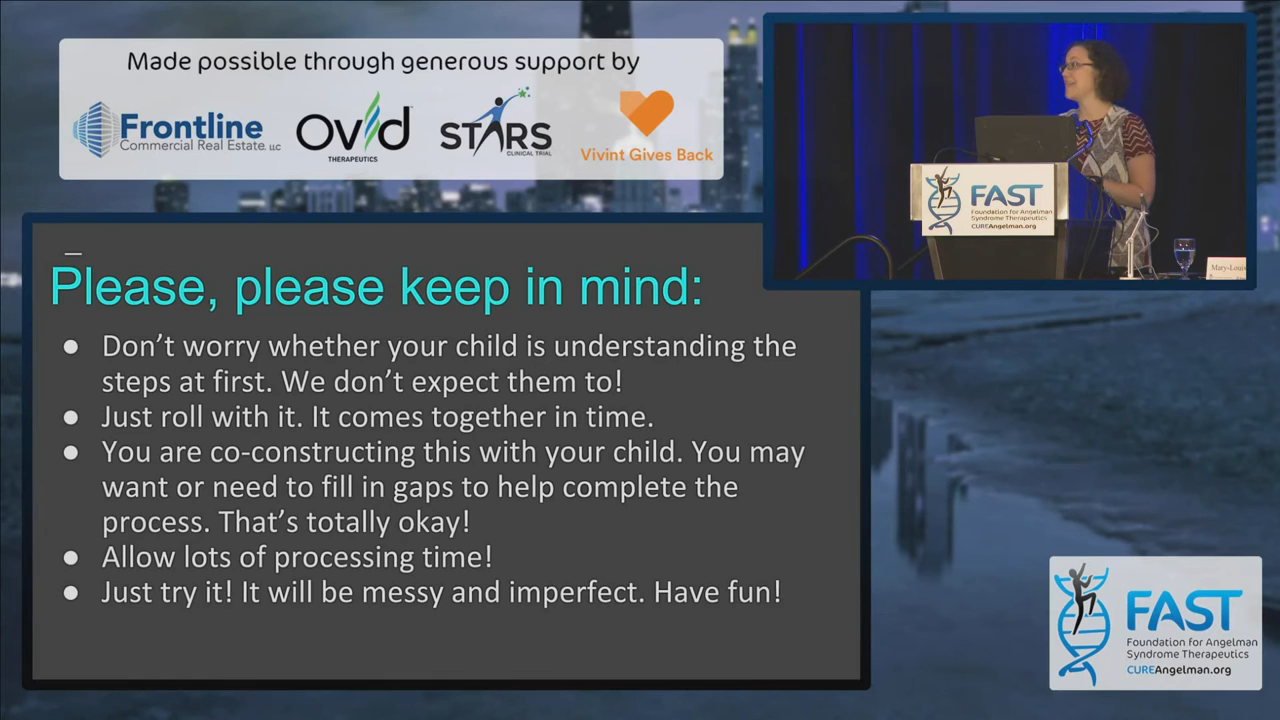 Made possible through generous support by
Frontline
Commercial Real Estate, LLC
OVID
THERAPEUTICS
STARS
CLINICAL TRIAL
Vivint Gives Back
FAST
Foundation for Angelman
Syndrome Therapeutics
CUREAngelman.org
Mary-Louis
Please, please keep in mind:
● Don't worry whether your child is understanding the
steps at first. We don't expect them to!
● Just roll with it. It comes together in time.
● You are co-constructing this with your child. You may
want or need to fill in gaps to help complete the
process. That's totally okay!
● Allow lots of processing time!
● Just try it! It will be messy and imperfect. Have fun!
FAST
Foundation for Angelman
Syndrome Therapeutics
CUREAngelman.org